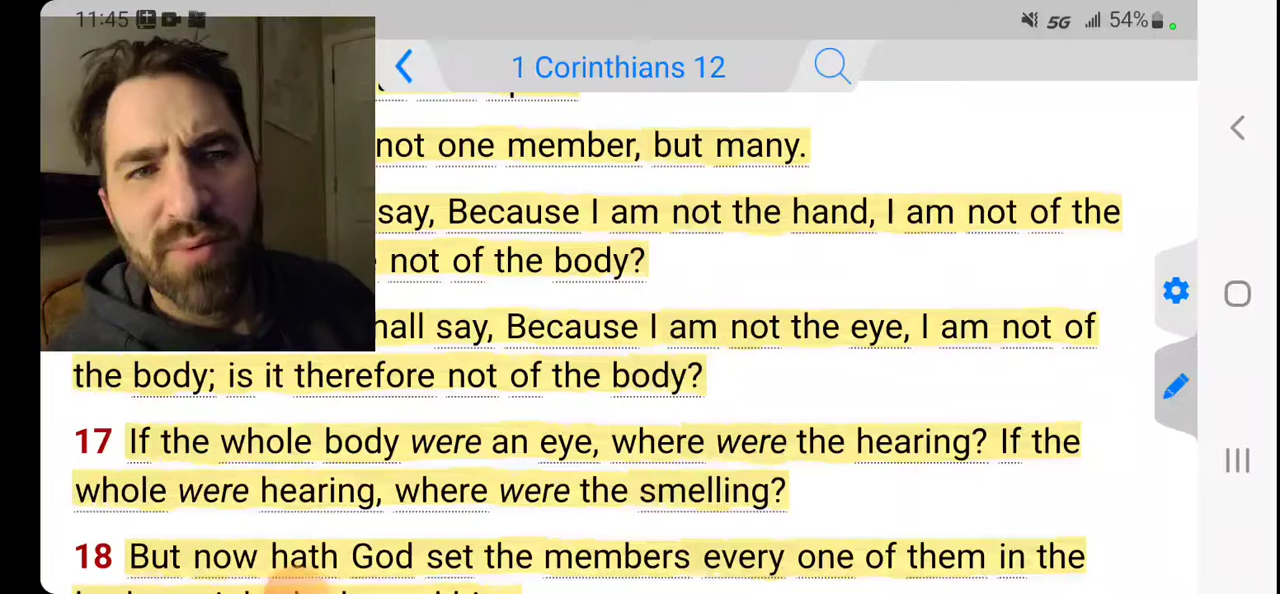 11:45
5G
54%
1 Corinthians 12
not one member, but many.
say, Because I am not the hand, I am not of the
not of the body?
hall say, Because I am not the eye, I am not of
the body; is it therefore not of the body?
17 If the whole body were an eye, where were the hearing? If the
whole were hearing, where were the smelling?
18 But now hath God set the members every one of them in the